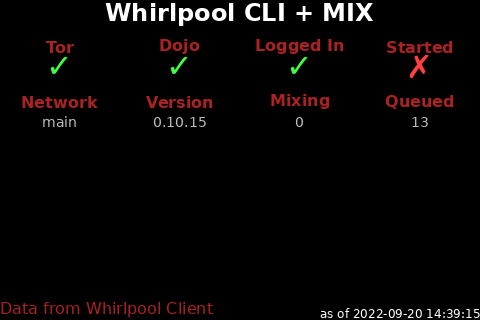 Whirlpool CLI + MIX
Tor Dojo Logged In Started
✓ ✓ ✓ ✗
Network Version Mixing Queued
main 0.10.15 0 13
Data from Whirlpool Client
as of 2022-09-20 14:39:15